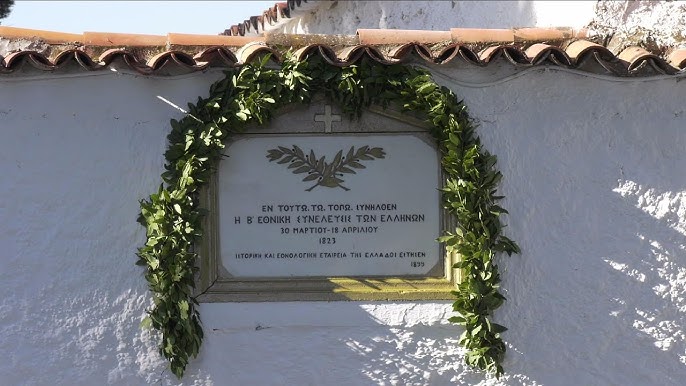 ΕΝ ΤΟΥΤΩ, ΤΩ, ΤΟΠΩ, ΣΥΝΗΛΘΕΝ
Η Β' ΕΘΝΙΚΗ ΣΥΝΕΛΕΥΣΙΣ ΤΩΝ ΕΛΛΗΝΩΝ
30 ΜΑΡΤΙΟΥ-18 ΑΠΡΙΛΙΟΥ
1823
ΙΣΤΟΡΙΚΗ ΚΑΙ ΕΘΝΟΛΟΓΙΚΗ ΕΤΑΙΡΕΙΑ ΤΗΣ ΕΛΛΑΔΟΣ ΕΥΤΗΣΕΝ